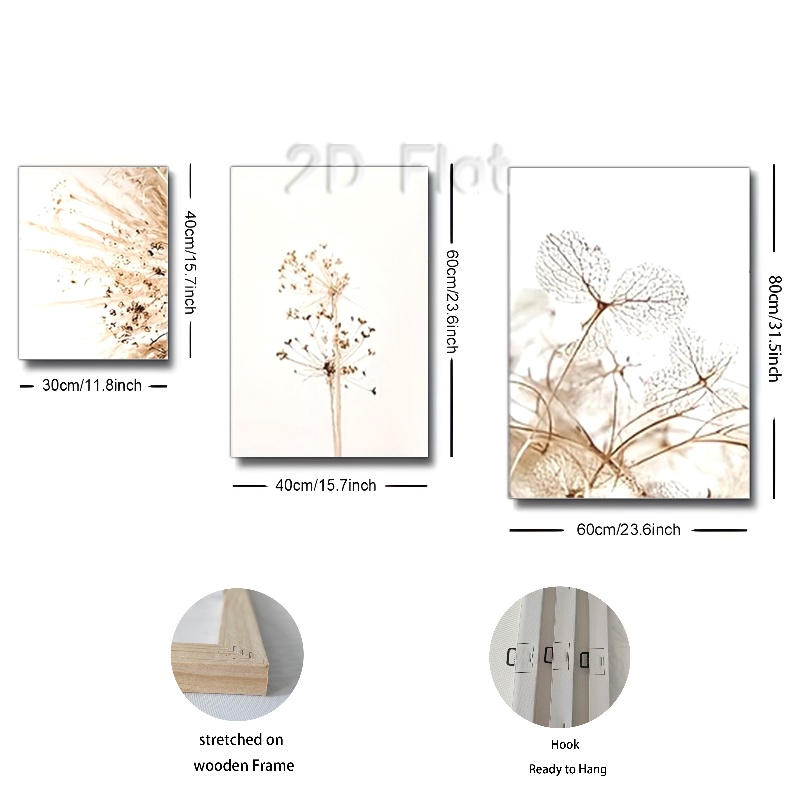 2D Flat
40cm/15.7inch
30cm/11.8inch
60cm/23.6inch
40cm/15.7inch
80cm/31.5inch
60cm/23.6inch
stretched on
wooden Frame
Hook
Ready to Hang